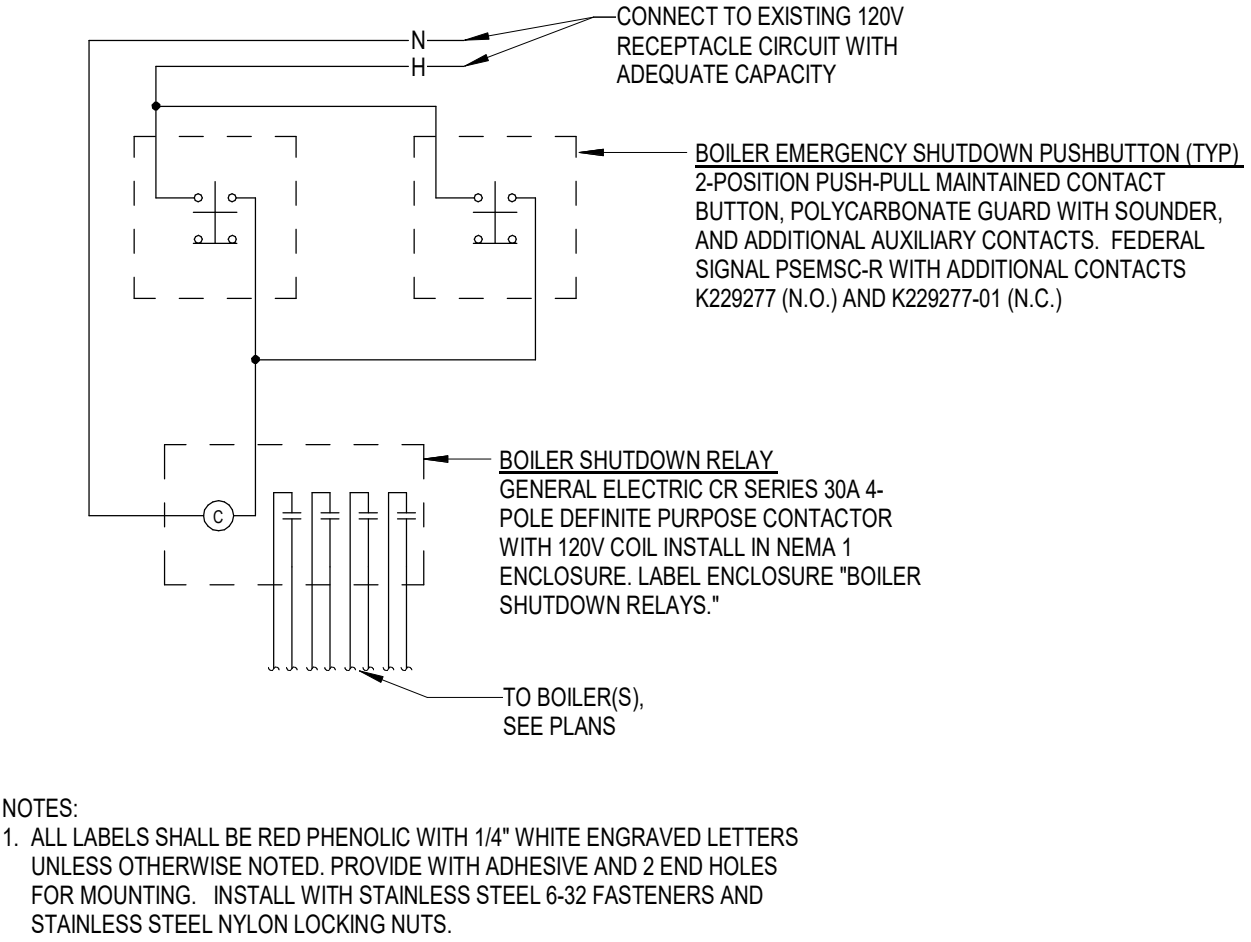 CONNECT TO EXISTING 120V
RECEPTACLE CIRCUIT WITH
ADEQUATE CAPACITY
N
H
BOILER EMERGENCY SHUTDOWN PUSHBUTTON (TYP)
2-POSITION PUSH-PULL MAINTAINED CONTACT
BUTTON, POLYCARBONATE GUARD WITH SOUNDER,
AND ADDITIONAL AUXILIARY CONTACTS.  FEDERAL
SIGNAL PSEMSC-R WITH ADDITIONAL CONTACTS
K229277 (N.O.) AND K229277-01 (N.C.)
BOILER SHUTDOWN RELAY
GENERAL ELECTRIC CR SERIES 30A 4-
POLE DEFINITE PURPOSE CONTACTOR
WITH 120V COIL INSTALL IN NEMA 1
ENCLOSURE. LABEL ENCLOSURE "BOILER
SHUTDOWN RELAYS."
C
TO BOILER(S),
SEE PLANS
NOTES:
1. ALL LABELS SHALL BE RED PHENOLIC WITH 1/4" WHITE ENGRAVED LETTERS
UNLESS OTHERWISE NOTED. PROVIDE WITH ADHESIVE AND 2 END HOLES
FOR MOUNTING.   INSTALL WITH STAINLESS STEEL 6-32 FASTENERS AND
STAINLESS STEEL NYLON LOCKING NUTS.